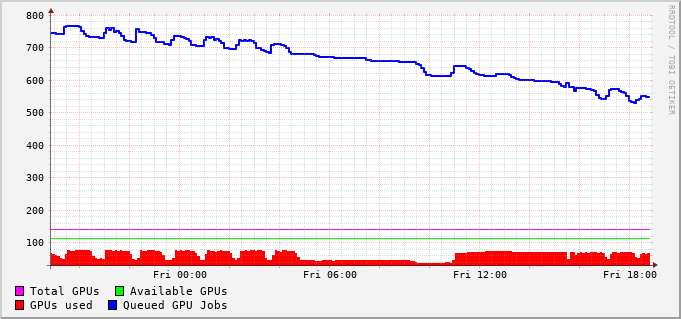 800
700
600
500
400
300
200
100
Fri 00:00 Fri 06:00 Fri 12:00 Fri 18:00
Total GPUs Available GPUs
GPUs used Queued GPU Jobs
RRDTOOL / TOBI OETIKER